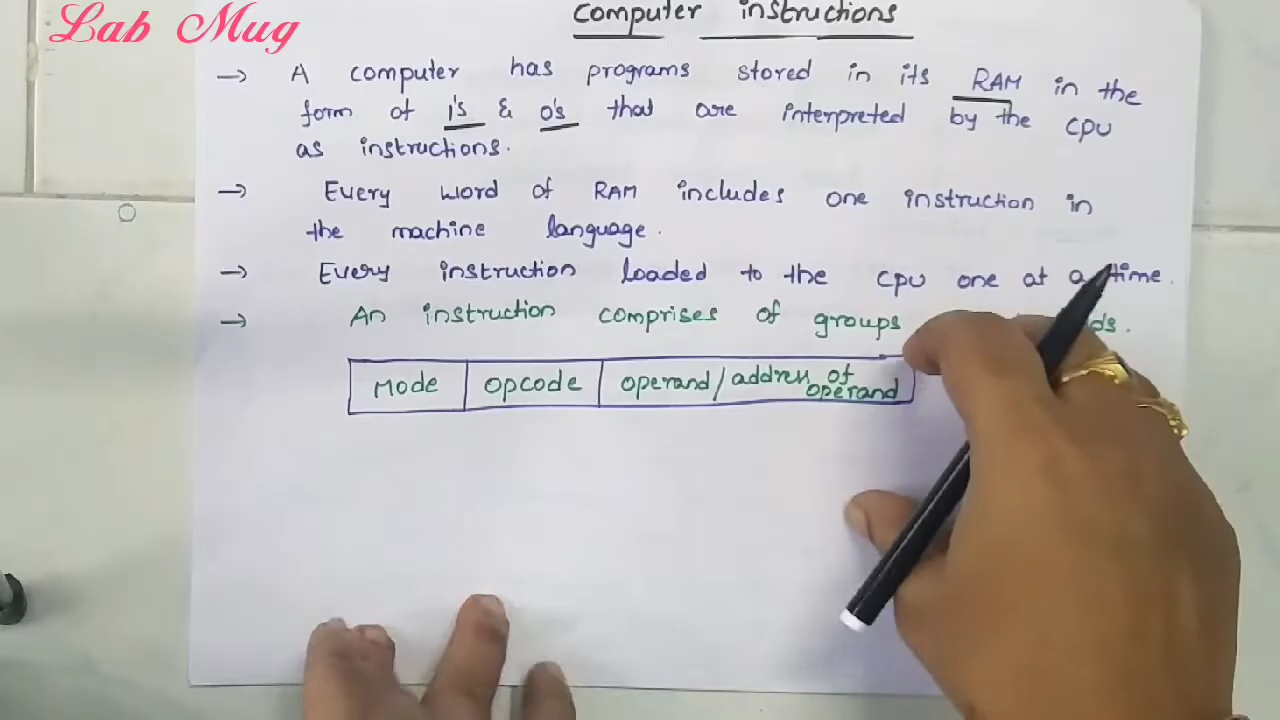 Lab Mug
Computer instructions
→ A computer has programs stored in its RAM in the
form of 1's & 0's that are interpreted by the CPU
as instructions.
→ Every word of RAM includes one instruction in
the machine language.
→ Every instruction loaded to the CPU one at a time.
→ An instruction comprises of groups ds.
Mode opcode operand/address of
operand